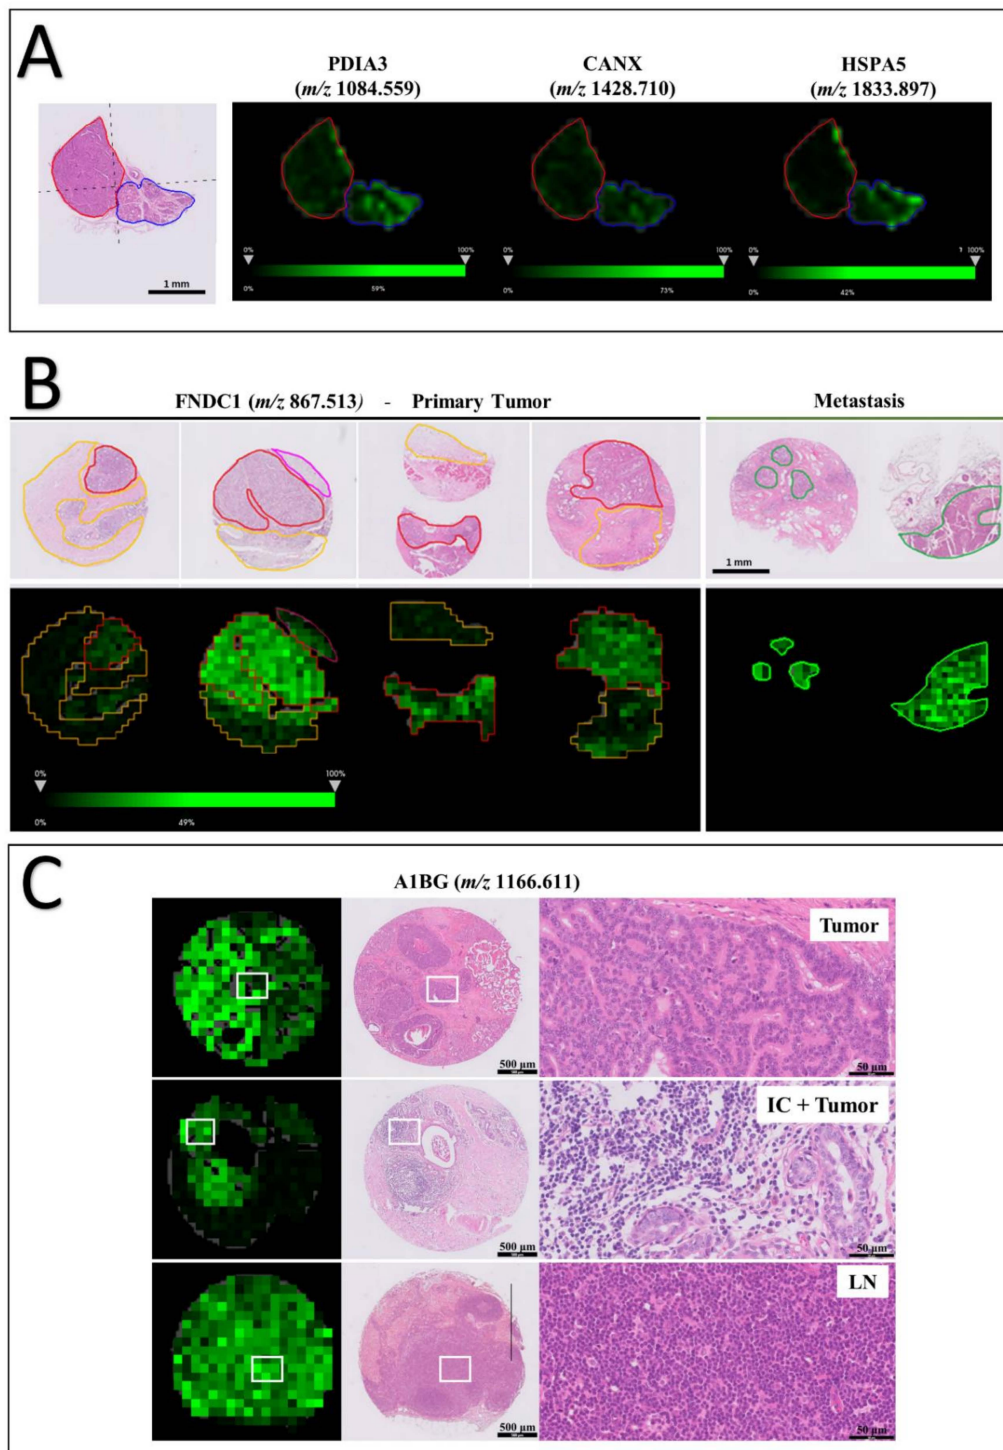 A
PDIA3
(m/z 1084.559)
CANX
(m/z 1428.710)
HSPA5
(m/z 1833.897)
1 mm
0% 100%
0% 59%
0% 100%
0% 73%
0% 100%
0% 42%
B
FNDC1 (m/z 867.513) - Primary Tumor
Metastasis
1 mm
0% 100%
0% 49%
C
A1BG (m/z 1166.611)
Tumor
500 µm
50 µm
IC + Tumor
500 µm
50 µm
LN
500 µm
50 µm